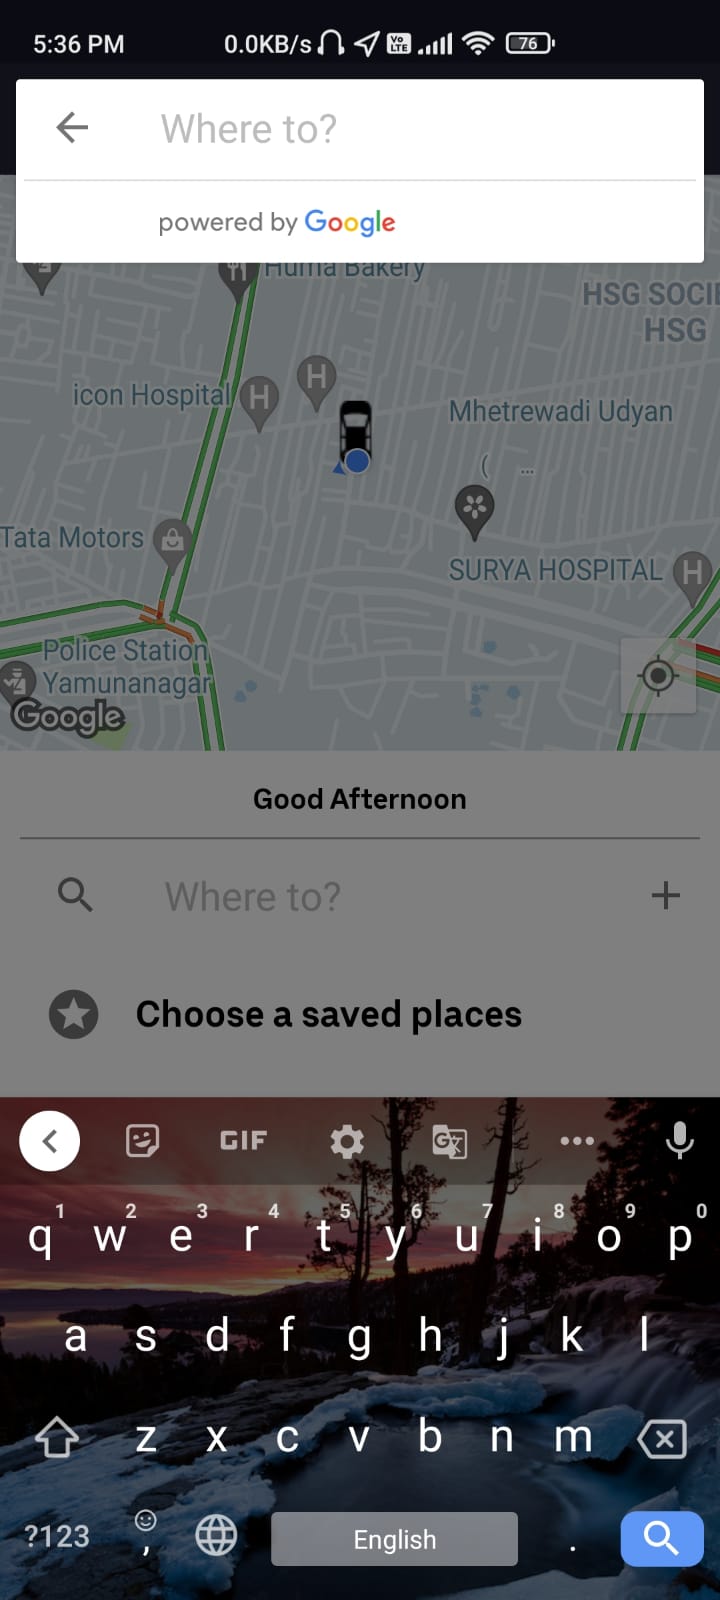 5:36 PM
0.0KB/s
Vo
LTE
76
Where to?
powered by Google
Huma Bakery
HSG SOCIE
HSG
icon Hospital
H
H
Mhetrewadi Udyan
( ...
Tata Motors
SURYA HOSPITAL
H
Police Station
Yamunanagar
Google
Good Afternoon
Where to?
Choose a saved places
GIF
G
1 2 3 4 5 6 7 8 9 0
q w e r t y u i o p
a s d f g h j k l
z x c v b n m
?123 , English .